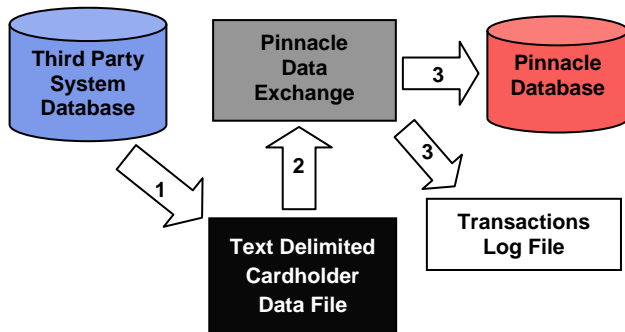 Third Party
System
Database
Pinnacle
Data
Exchange
3
Pinnacle
Database
1
2
3
Text Delimited
Cardholder
Data File
Transactions
Log File